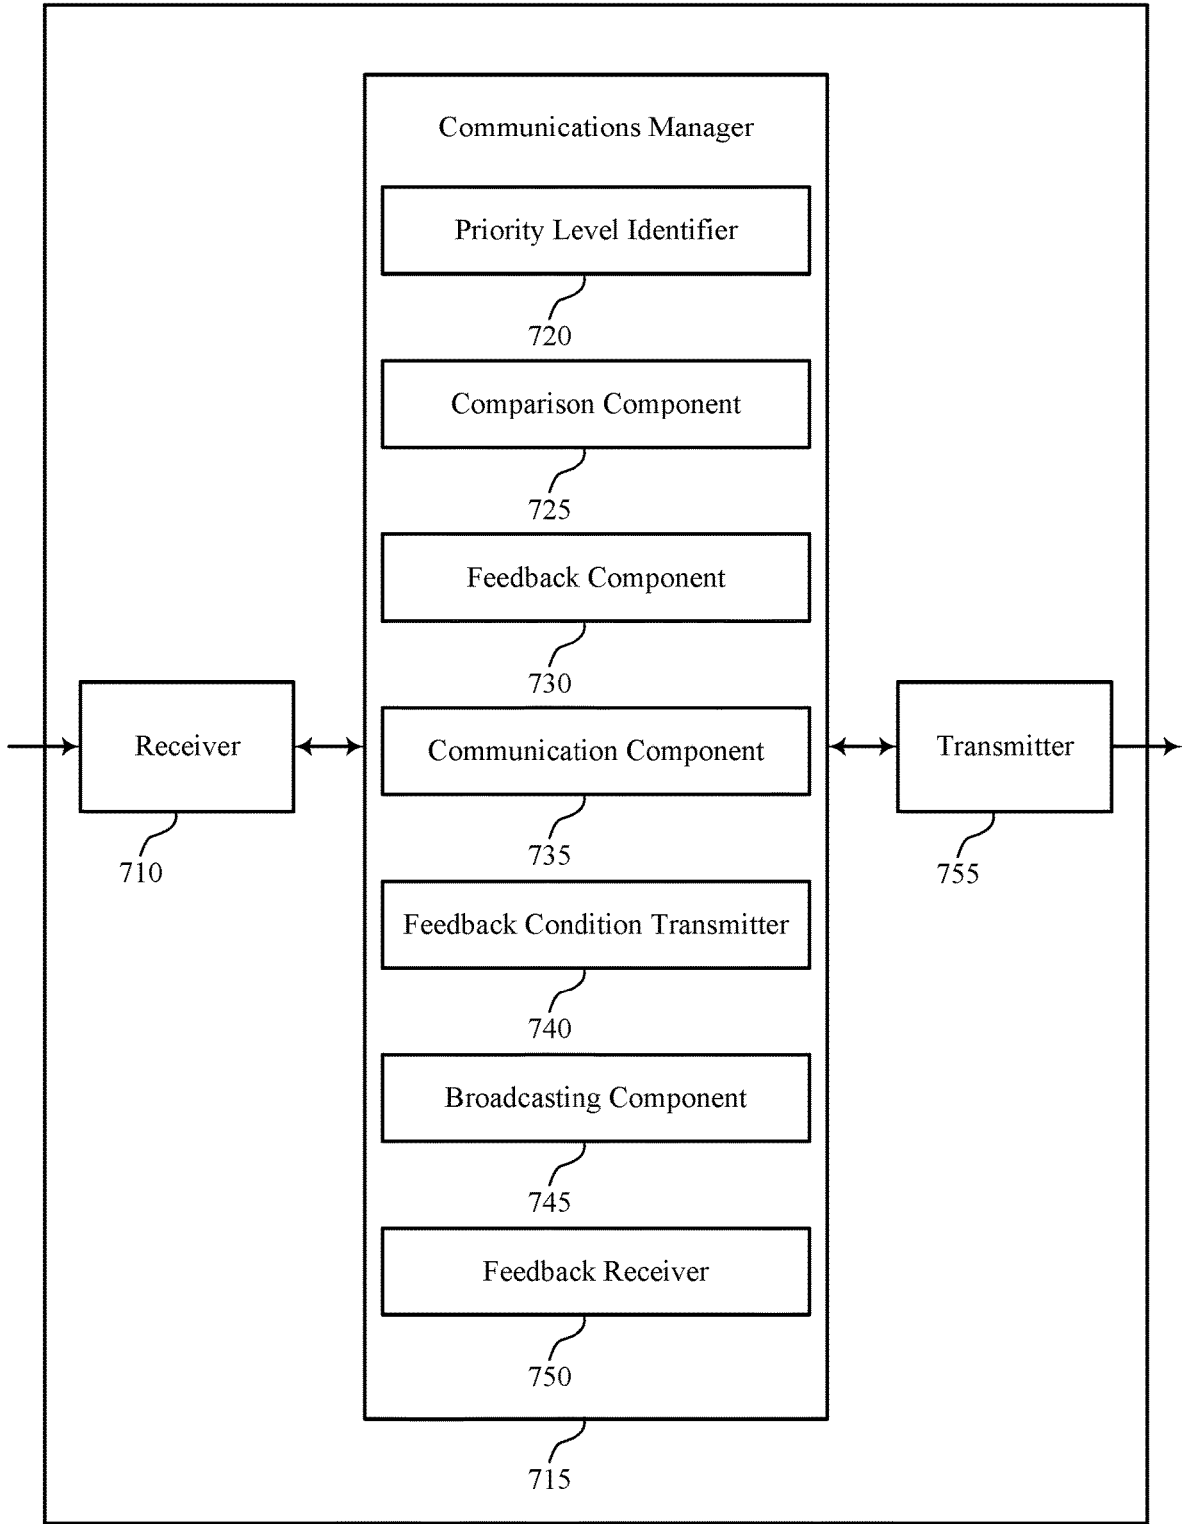 Communications Manager
Priority Level Identifier
720
Comparison Component
725
Feedback Component
730
Receiver
710
Communication Component
735
Transmitter
755
Feedback Condition Transmitter
740
Broadcasting Component
745
Feedback Receiver
750
715